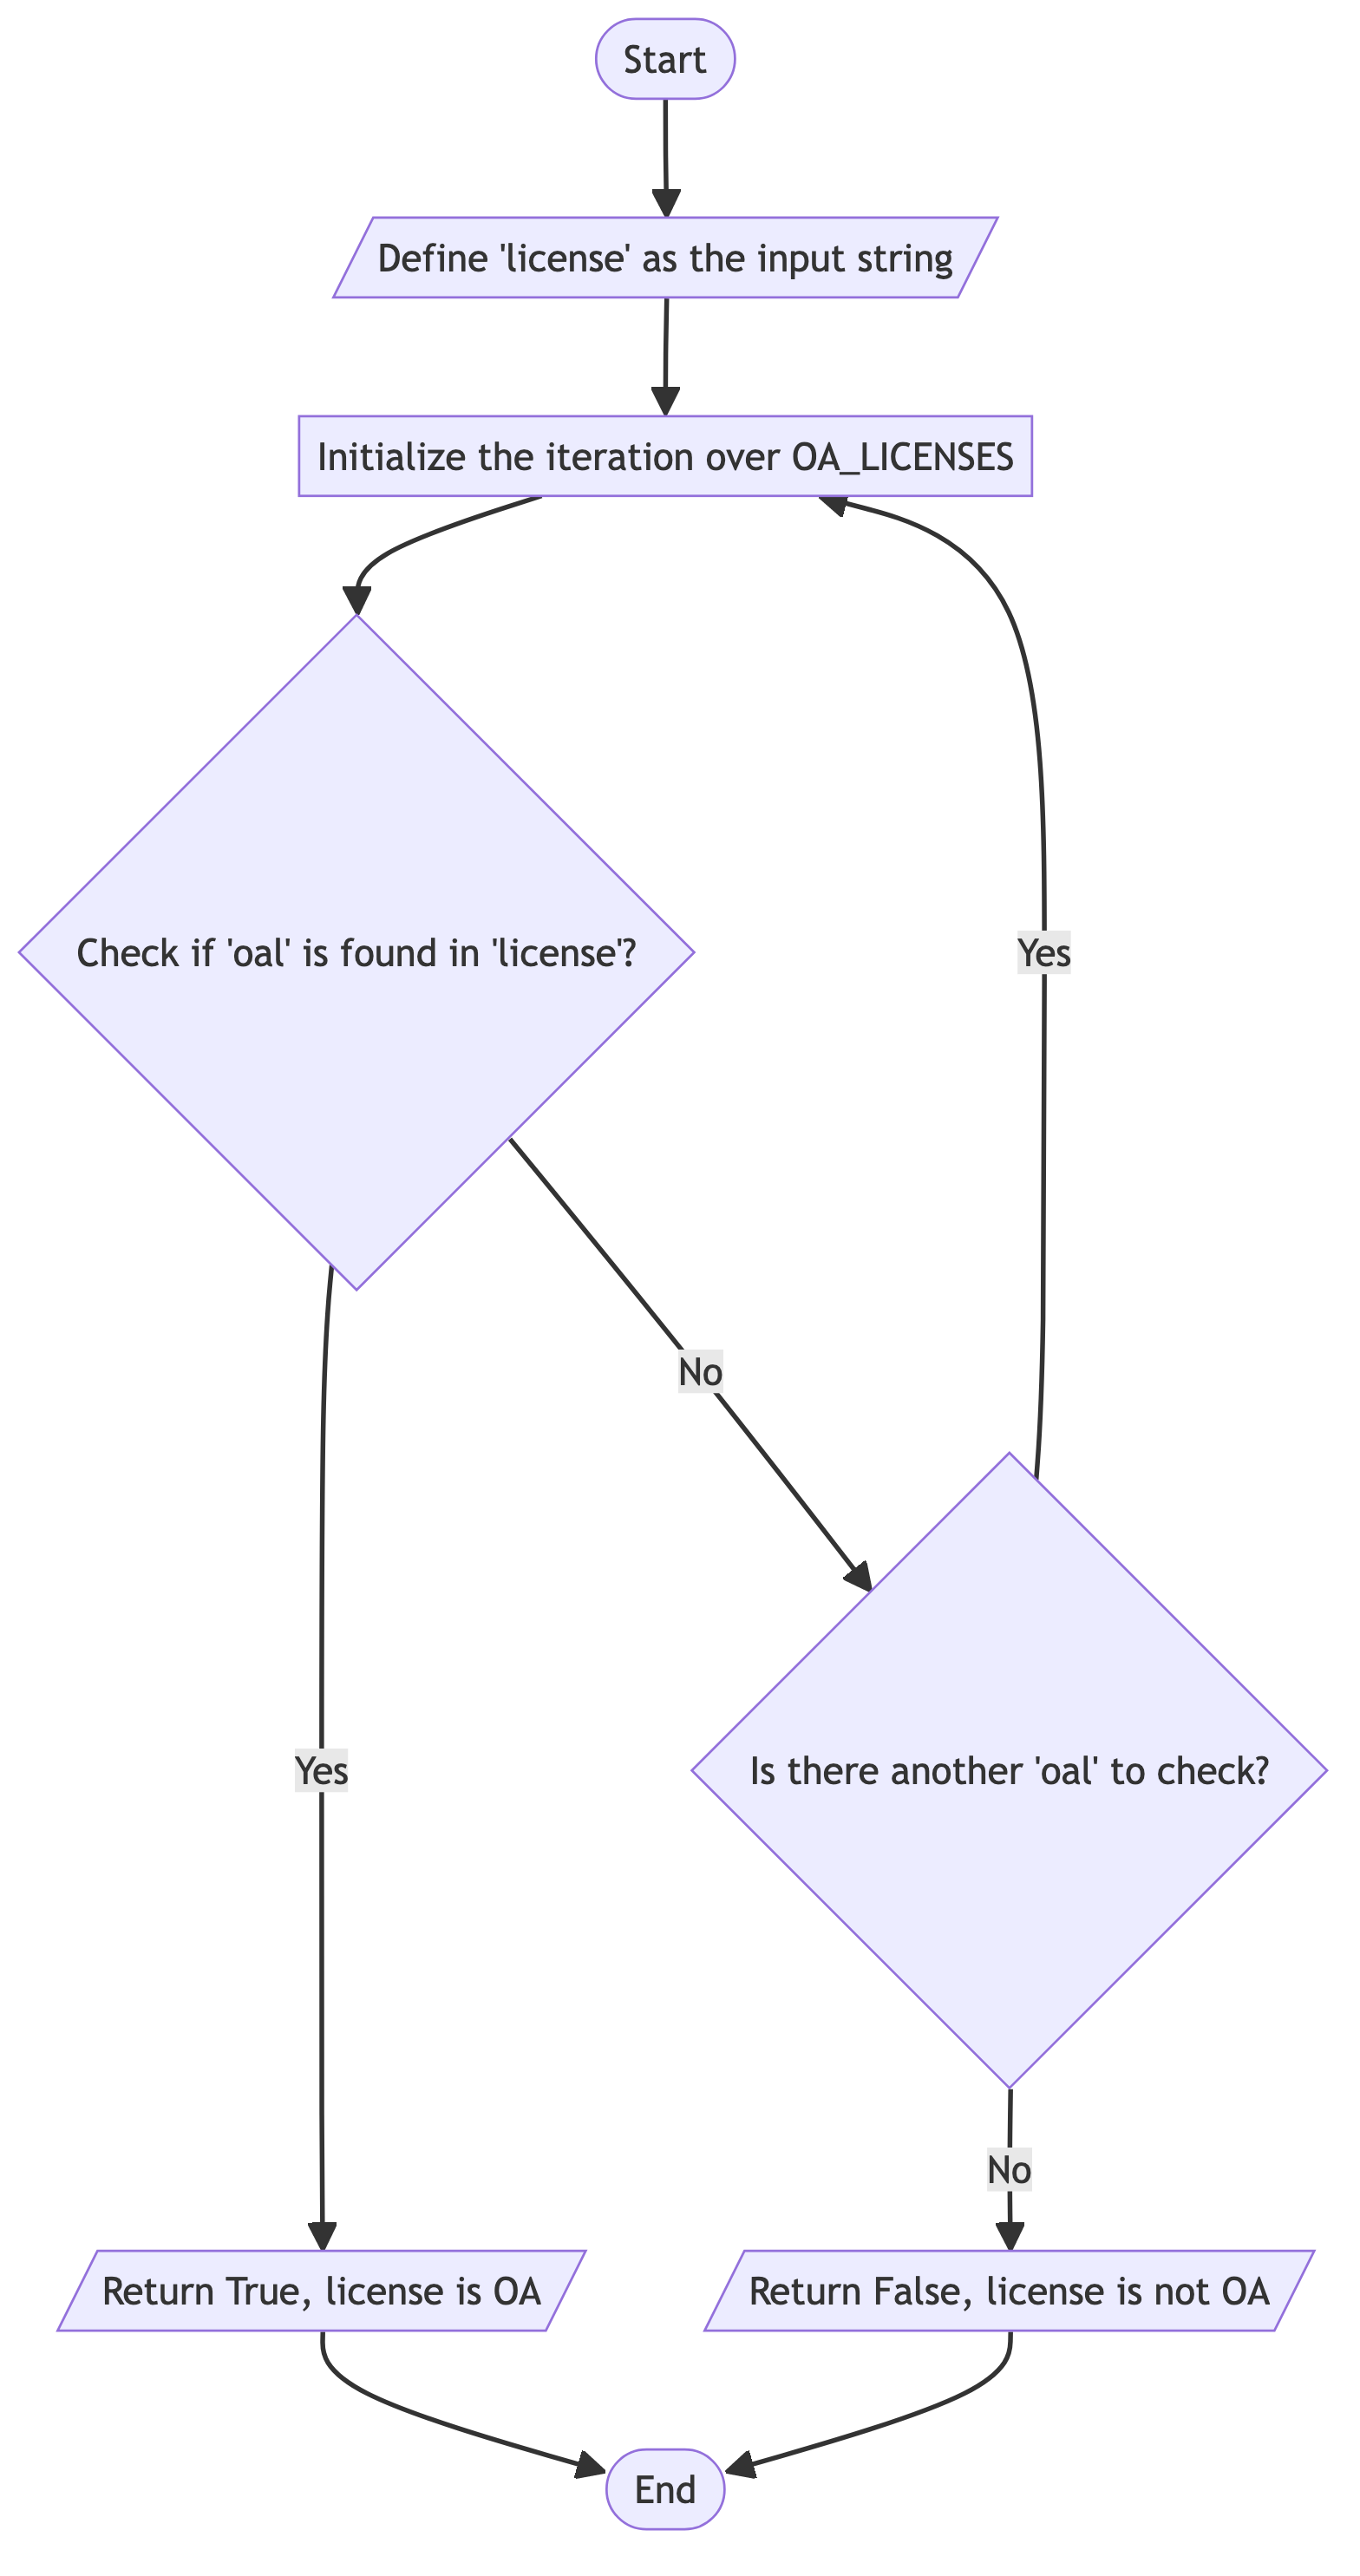 Start
Define 'license' as the input string
Initialize the iteration over OA_LICENSES
Check if 'oal' is found in 'license'?
Yes
No
Is there another 'oal' to check?
Yes
No
Return True, license is OA
Return False, license is not OA
End